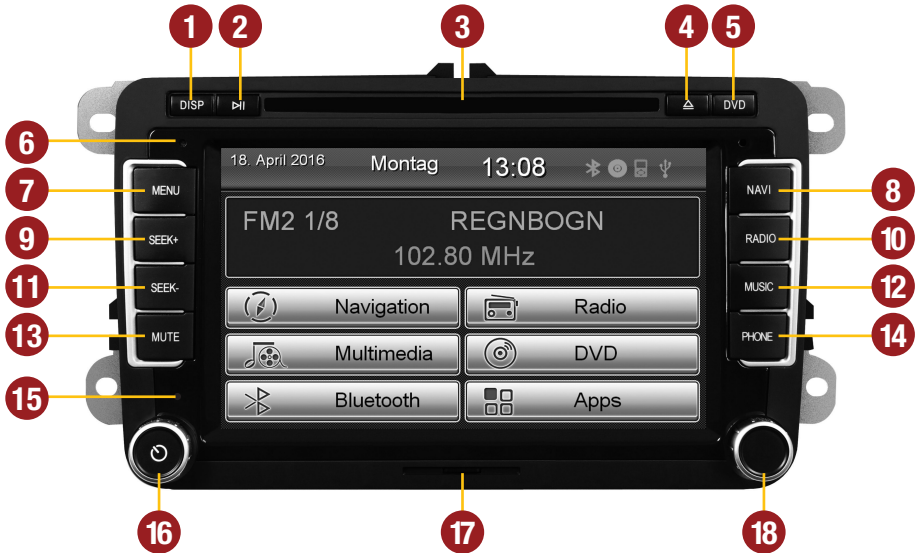 1 2 3 4 5
DISP DVD
6
18. April 2016 Montag 13:08
7 MENU NAVI 8
FM2 1/8 REGNBOGN
9 SEEK+ RADIO 10
102.80 MHz
11 SEEK- MUSIC 12
Navigation Radio
13 MUTE PHONE 14
Multimedia DVD
15 Bluetooth Apps
16 17 18